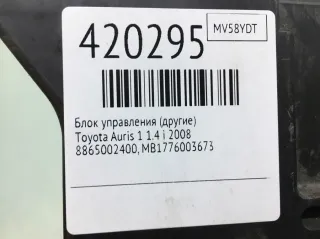 420295
MV58YDT
Блок управления (другие)
Toyota Auris 1 1.4 i 2008
8865002400, MB1776003673